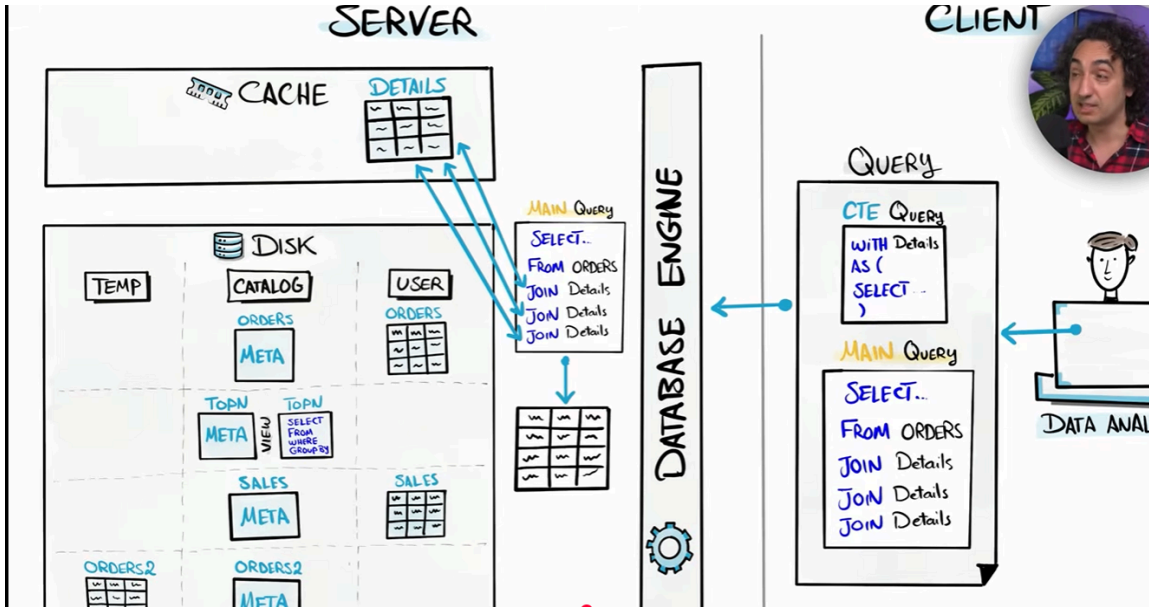 SERVER
CLIENT
CACHE
DETAILS
DISK
TEMP
CATALOG
USER
ORDERS
META
ORDERS
TOPN
META
VIEW
TOPN
SELECT
FROM
WHERE
GROUP BY
SALES
META
SALES
ORDERS2
ORDERS2
META
MAIN QUERY
SELECT...
FROM ORDERS
JOIN Details
JOIN Details
JOIN Details
DATABASE ENGINE
QUERY
CTE QUERY
WITH Details
AS (
SELECT...
)
MAIN QUERY
SELECT...
FROM ORDERS
JOIN Details
JOIN Details
JOIN Details
DATA ANAL